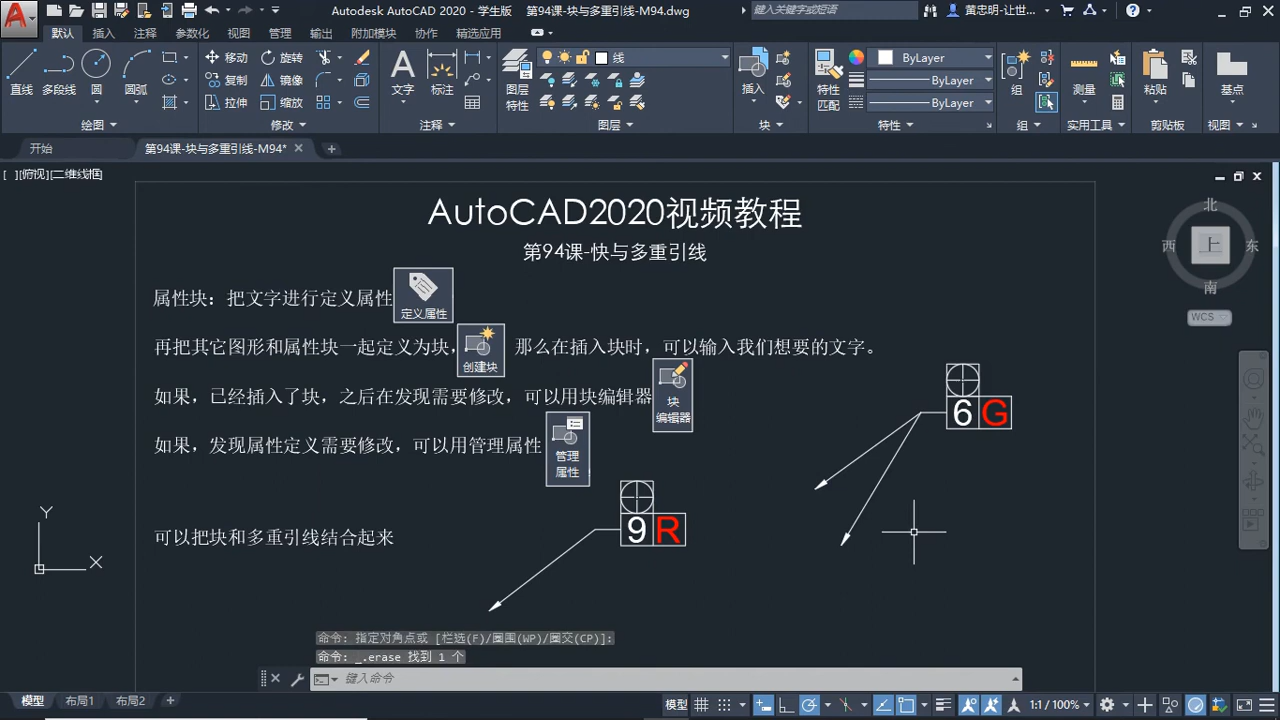 Autodesk AutoCAD 2020 - 学生版 第94课-块与多重引线-M94.dwg 键入关键字或短语 黄志明-让世...
默认 插入 注释 参数化 视图 管理 输出 附加模块 协作 精选应用
直线 多段线 圆 圆弧 移动 旋转 复制 镜像 拉伸 缩放 文字 标注 图层特性 线 插入 特性匹配 ByLayer ByLayer ByLayer 组 测量 粘贴 基点
绘图 修改 注释 图层 块 特性 组 实用工具 剪贴板 视图
开始 第94课-块与多重引线-M94*
[-][俯视][二维线框]
AutoCAD2020视频教程
第94课-快与多重引线
属性块：把文字进行定义属性 定义属性
再把其它图形和属性块一起定义为块， 创建块 那么在插入块时，可以输入我们想要的文字。
如果，已经插入了块，之后在发现需要修改，可以用块编辑器 块编辑器
如果，发现属性定义需要修改，可以用管理属性 管理属性
可以把块和多重引线结合起来
9 R
6 G
北
西 上 东
南
WCS
Y
X
命令: 指定对角点或 [栏选(F)/圈围(WP)/圈交(CP)]:
命令: _.erase 找到 1 个
键入命令
模型 布局1 布局2 + 模型 1:1 / 100%